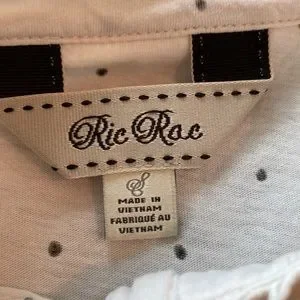 Ric Rac
S
MADE IN
VIETNAM
FABRIQUÉ AU
VIETNAM